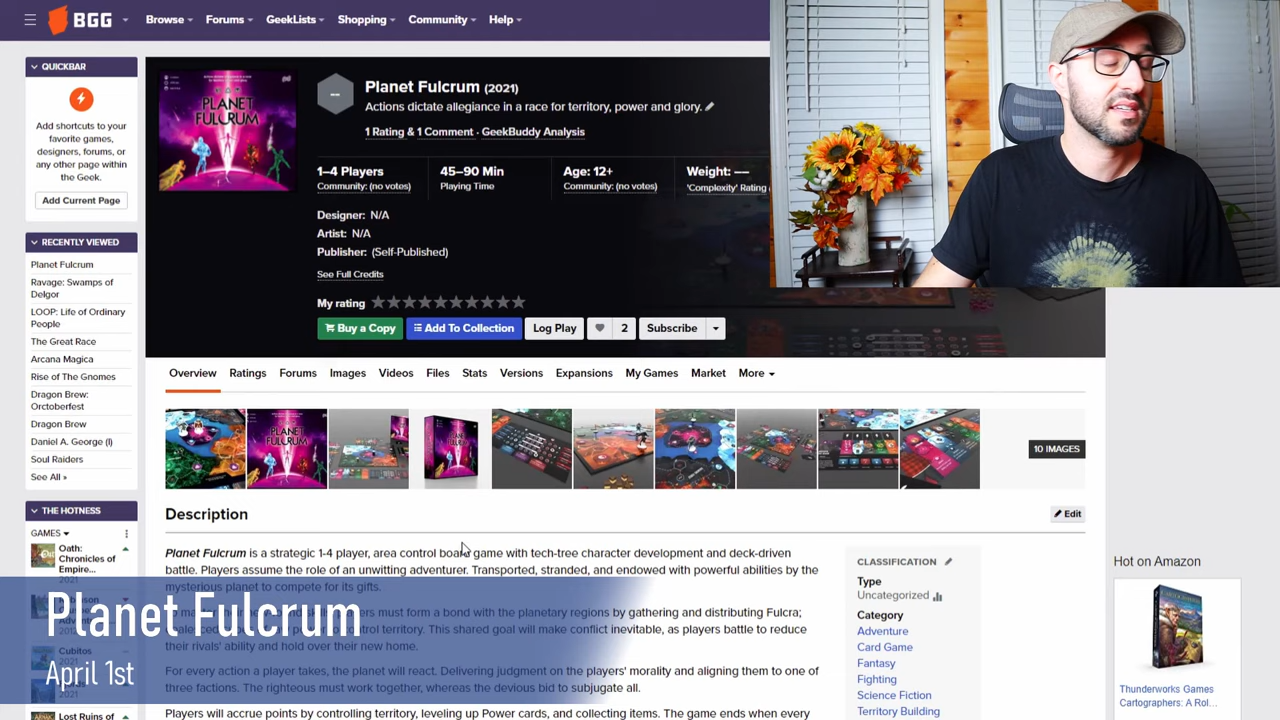 BGG
Browse
Forums
GeekLists
Shopping
Community
Help
QUICKBAR
Add shortcuts to your
favorite games,
designers, forums, or
any other page within
the Geek.
Add Current Page
RECENTLY VIEWED
Planet Fulcrum
Ravage: Swamps of
Delgor
LOOP: Life of Ordinary
People
The Great Race
Arcana Magica
Rise of The Gnomes
Dragon Brew:
Orctoberfest
Dragon Brew
Daniel A. George (I)
Soul Raiders
See All »
THE HOTNESS
GAMES
Oath:
Chronicles of
Empire...
2021
Cubitos
2021
2021
Lost Ruins of
PLANET
FULCRUM
--
Planet Fulcrum (2021)
Actions dictate allegiance in a race for territory, power and glory.
1 Rating & 1 Comment · GeekBuddy Analysis
1–4 Players
Community: (no votes)
45–90 Min
Playing Time
Age: 12+
Community: (no votes)
Weight: —
'Complexity' Rating
Designer: N/A
Artist: N/A
Publisher: (Self-Published)
See Full Credits
My rating
Buy a Copy
Add To Collection
Log Play
2
Subscribe
Overview
Ratings
Forums
Images
Videos
Files
Stats
Versions
Expansions
My Games
Market
More
10 IMAGES
Description
Edit
Planet Fulcrum is a strategic 1-4 player, area control board game with tech-tree character development and deck-driven
battle. Players assume the role of an unwitting adventurer. Transported, stranded, and endowed with powerful abilities by the
mysterious planet to compete for its gifts.
must form a bond with the planetary regions by gathering and distributing Fulcra;
control territory. This shared goal will make conflict inevitable, as players battle to reduce
their rivals' ability and hold over their new home.
For every action a player takes, the planet will react. Delivering judgment on the players' morality and aligning them to one of
three factions. The righteous must work together, whereas the devious bid to subjugate all.
Players will accrue points by controlling territory, leveling up Power cards, and collecting items. The game ends when every
CLASSIFICATION
Type
Uncategorized
Category
Adventure
Card Game
Fantasy
Fighting
Science Fiction
Territory Building
Hot on Amazon
Thunderworks Games
Cartographers: A Rol...
Planet Fulcrum
April 1st